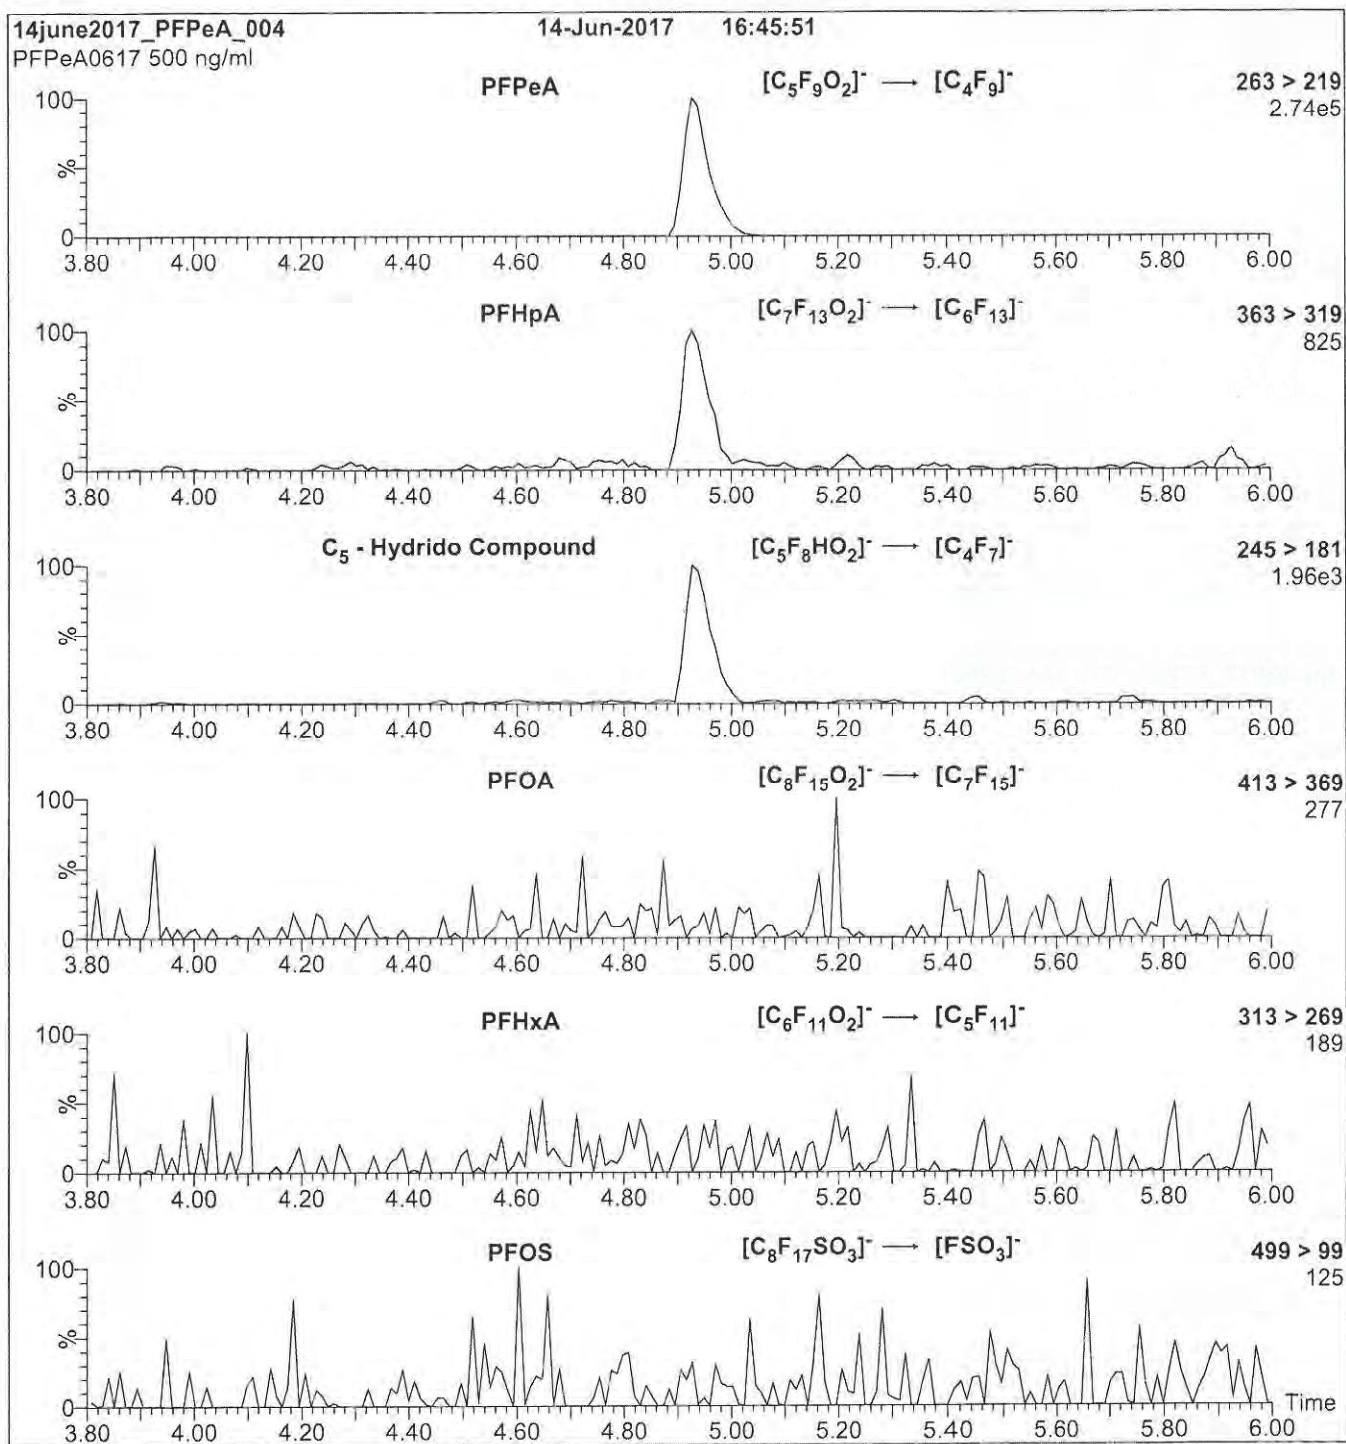 14june2017_PFPeA_004 14-Jun-2017 16:45:51
PFPeA0617 500 ng/ml
PFPeA [C5F9O2]- → [C4F9]- 263 > 219
2.74e5
100
%
0
3.80 4.00 4.20 4.40 4.60 4.80 5.00 5.20 5.40 5.60 5.80 6.00
PFHpA [C7F13O2]- → [C6F13]- 363 > 319
825
100
%
0
3.80 4.00 4.20 4.40 4.60 4.80 5.00 5.20 5.40 5.60 5.80 6.00
C5 - Hydrido Compound [C5F8HO2]- → [C4F7]- 245 > 181
1.96e3
100
%
0
3.80 4.00 4.20 4.40 4.60 4.80 5.00 5.20 5.40 5.60 5.80 6.00
PFOA [C8F15O2]- → [C7F15]- 413 > 369
277
100
%
0
3.80 4.00 4.20 4.40 4.60 4.80 5.00 5.20 5.40 5.60 5.80 6.00
PFHxA [C6F11O2]- → [C5F11]- 313 > 269
189
100
%
0
3.80 4.00 4.20 4.40 4.60 4.80 5.00 5.20 5.40 5.60 5.80 6.00
PFOS [C8F17SO3]- → [FSO3]- 499 > 99
125
100
%
0
Time
3.80 4.00 4.20 4.40 4.60 4.80 5.00 5.20 5.40 5.60 5.80 6.00